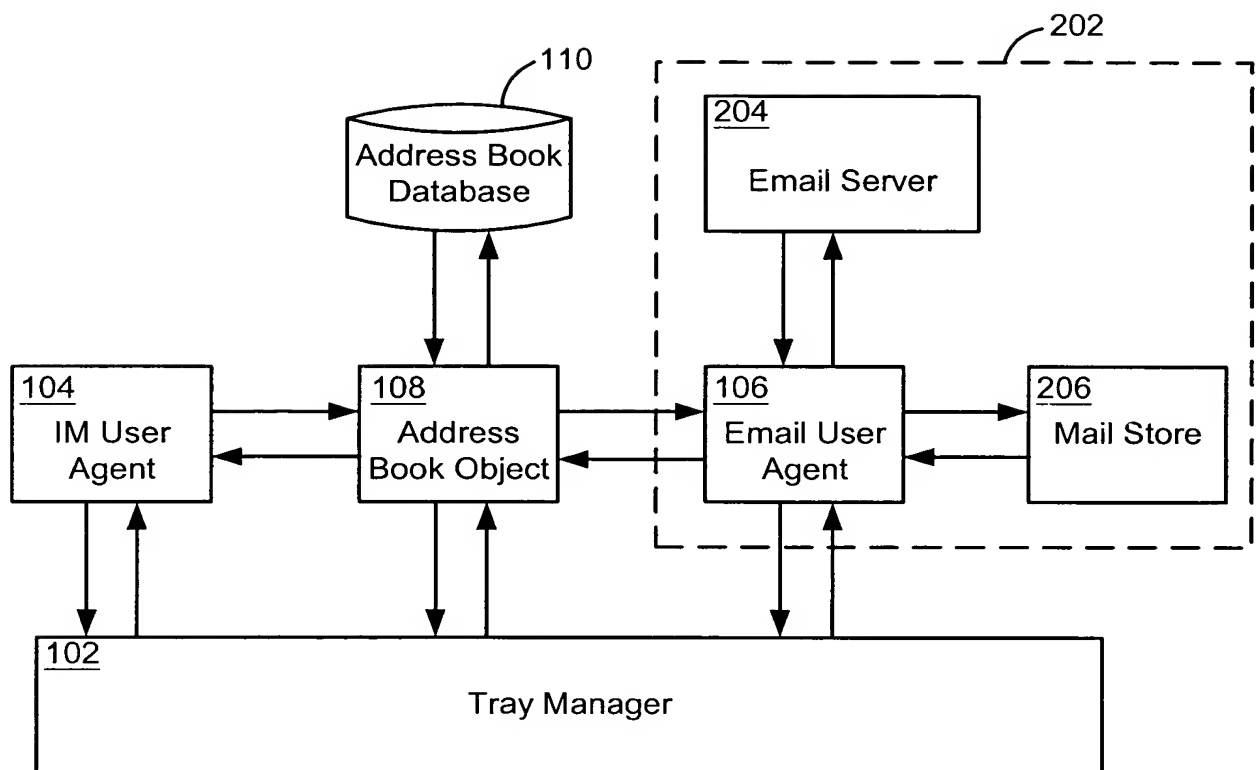 202
110
204
Email Server
Address Book
Database
104
IM User
Agent
108
Address
Book Object
106
Email User
Agent
206
Mail Store
102
Tray Manager